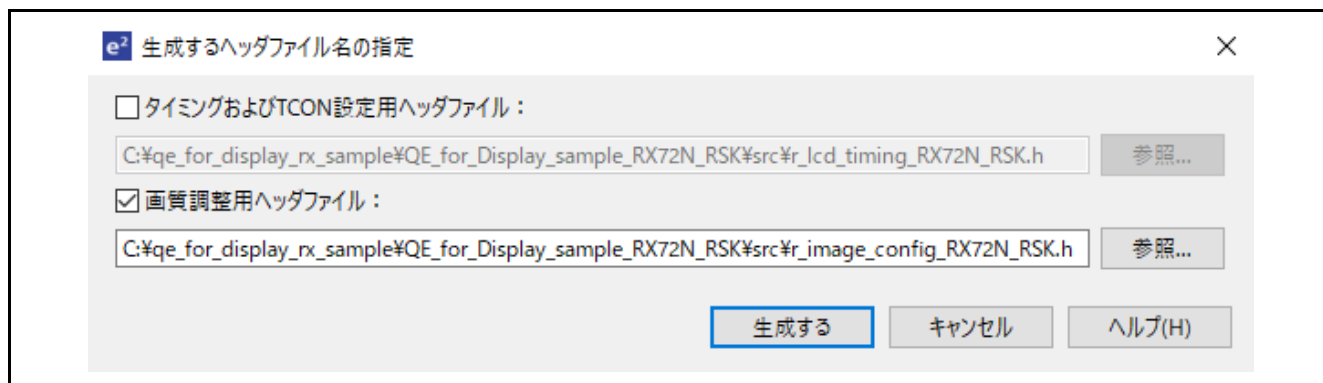 e² 生成するヘッダファイル名の指定
タイミングおよびTCON設定用ヘッダファイル：
C:¥qe_for_display_rx_sample¥QE_for_Display_sample_RX72N_RSK¥src¥r_lcd_timing_RX72N_RSK.h 参照...
画質調整用ヘッダファイル：
C:¥qe_for_display_rx_sample¥QE_for_Display_sample_RX72N_RSK¥src¥r_image_config_RX72N_RSK.h 参照...
生成する キャンセル ヘルプ(H)